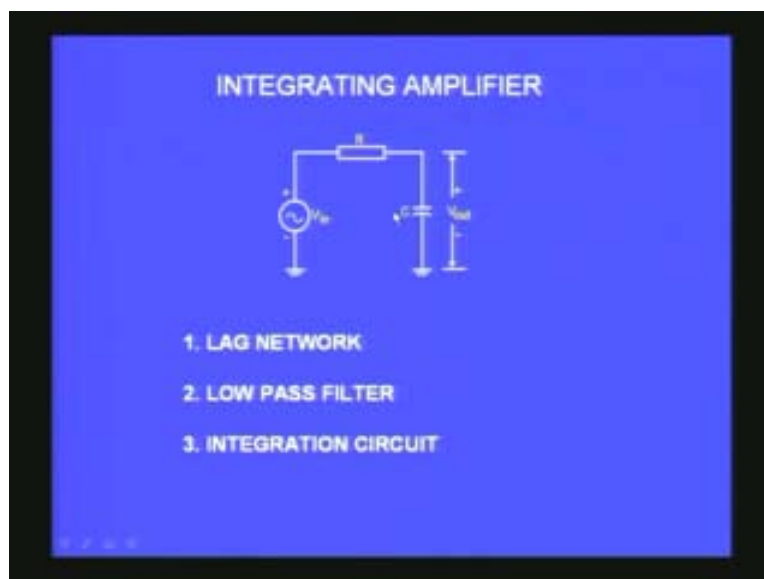 INTEGRATING AMPLIFIER
R
+
Vin
-
C
+
Vout
-
1. LAG NETWORK
2. LOW PASS FILTER
3. INTEGRATION CIRCUIT